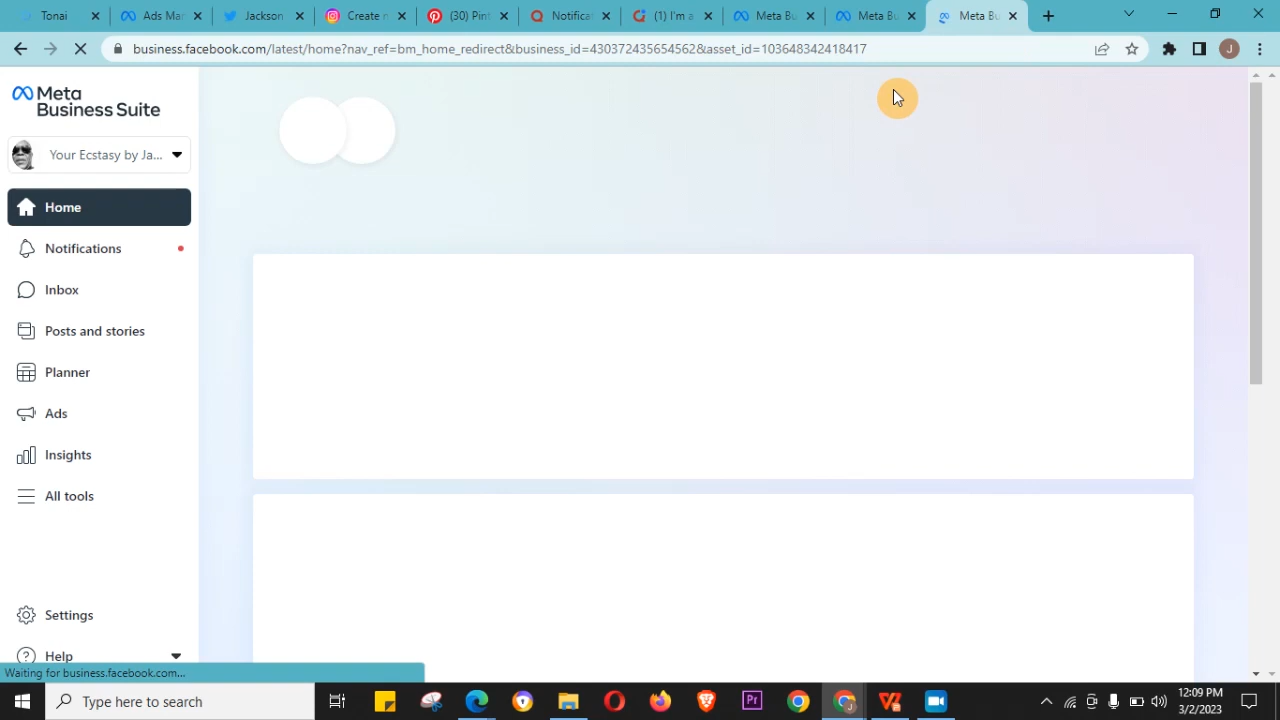 Tonai
Ads Ma
Jackson
Create n
(30) Pin
Notificat
(1) I'm a
Meta Bu
Meta Bu
Meta Bu
business.facebook.com/latest/home?nav_ref=bm_home_redirect&business_id=430372435654562&asset_id=103648342418417
J
Meta
Business Suite
Your Ecstasy by Ja...
Home
Notifications
Inbox
Posts and stories
Planner
Ads
Insights
All tools
Settings
Help
Waiting for business.facebook.com...
Type here to search
Pr
12:09 PM
3/2/2023